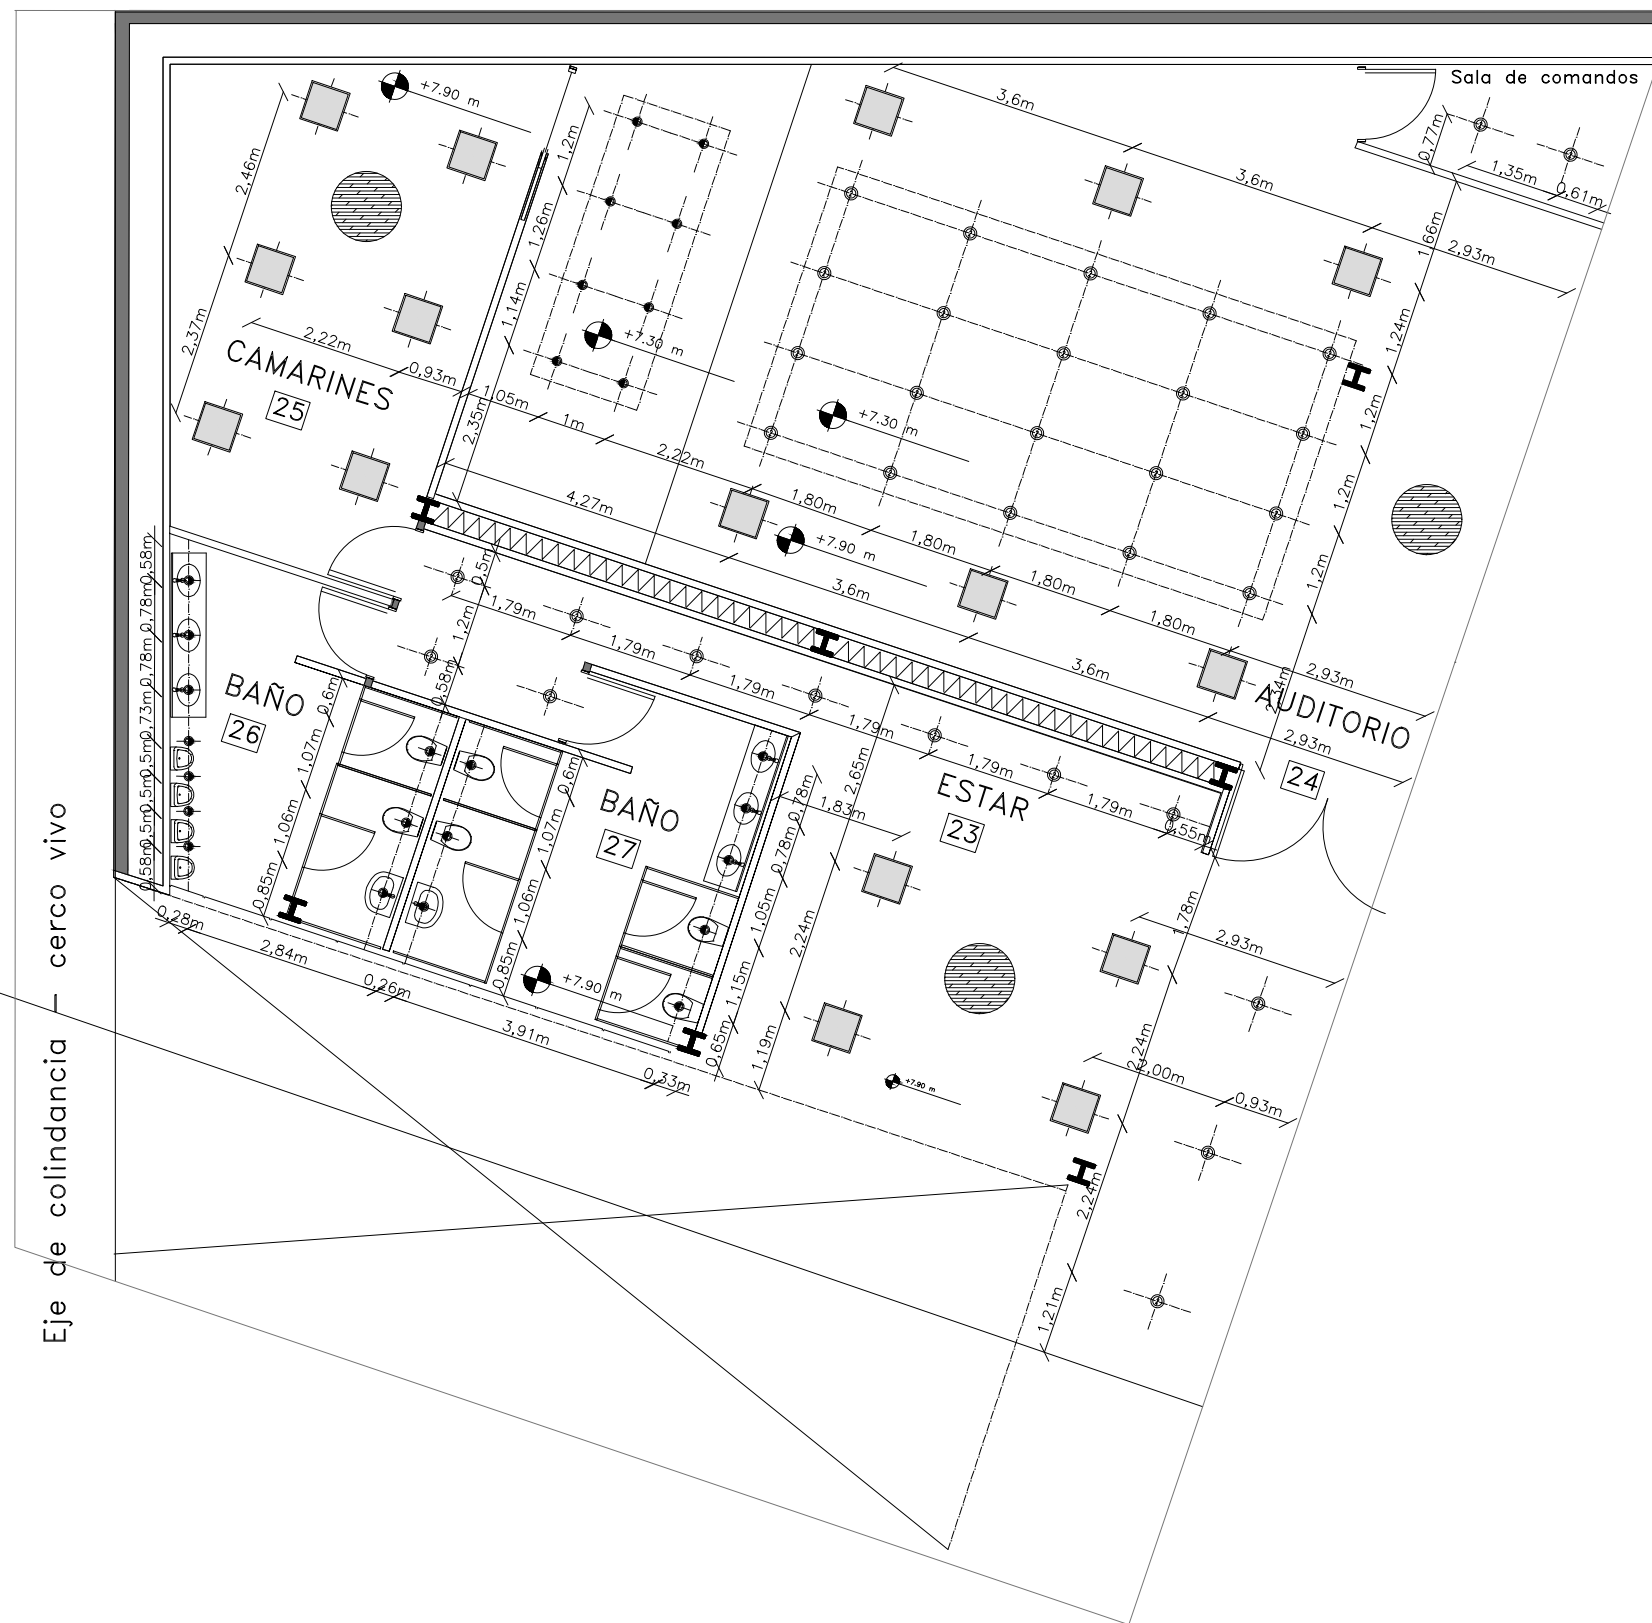 Sala de comandos
+7.90 m
3,6m
3,6m
2,93m
0,77m
1,35m
0,61m
1,66m
1,24m
1,2m
1,2m
1,2m
2,46m
2,37m
1,2m
1,26m
1,14m
2,35m
+7.30 m
2,22m
0,93m
1,05m
1m
2,22m
1,80m
1,80m
1,80m
1,80m
2,93m
CAMARINES
25
+7.30 m
+7.90 m
4,27m
3,6m
3,6m
2,93m
AUDITORIO
24
0,5m
1,2m
0,58m
1,79m
1,79m
1,79m
1,79m
1,79m
1,79m
0,58m
0,78m
0,78m
0,73m
0,5m
0,5m
0,5m
0,58m
BAÑO
26
0,6m
1,07m
1,06m
0,85m
0,6m
1,07m
1,06m
0,85m
BAÑO
27
0,78m
0,78m
1,05m
1,15m
0,65m
1,83m
2,65m
2,24m
1,19m
ESTAR
23
+7.90 m
+7.90 m
0,28m
2,84m
0,26m
3,91m
0,33m
1,78m
2,24m
2,24m
1,21m
2,93m
2,00m
0,93m
Eje de colindancia – cerco vivo